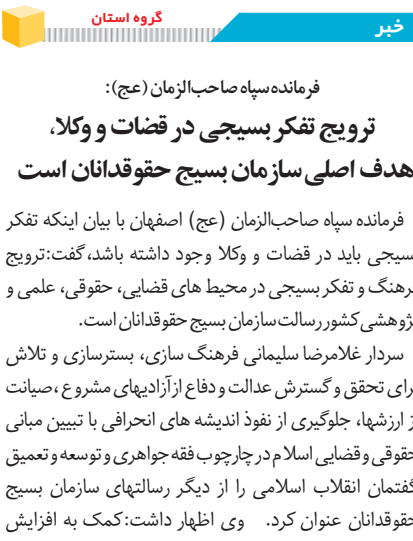 گروه استان
خبر
فرمانده سپاه صاحب‌الزمان (عج):
ترویج تفکر بسیجی در قضات و وکلا،
هدف اصلی سازمان بسیج حقوقدانان است
فرمانده سپاه صاحب‌الزمان (عج) اصفهان با بیان اینکه تفکر
بسیجی باید در قضات و وکلا وجود داشته باشد،گفت:ترویج
فرهنگ و تفکر بسیجی در محیط های قضایی، حقوقی، علمی و
پژوهشی کشور رسالت سازمان بسیج حقوقدانان است.
سردار غلامرضا سلیمانی فرهنگ سازی، بسترسازی و تلاش
برای تحقق و گسترش عدالت و دفاع از آزادیهای مشروع ،صیانت
از ارزشها، جلوگیری از نفوذ اندیشه های انحرافی با تبیین مبانی
حقوقی و قضایی اسلام در چارچوب فقه جواهری و توسعه و تعمیق
گفتمان انقلاب اسلامی را از دیگر رسالتهای سازمان بسیج
حقوقدانان عنوان کرد. وی اظهار داشت:کمک به افزایش